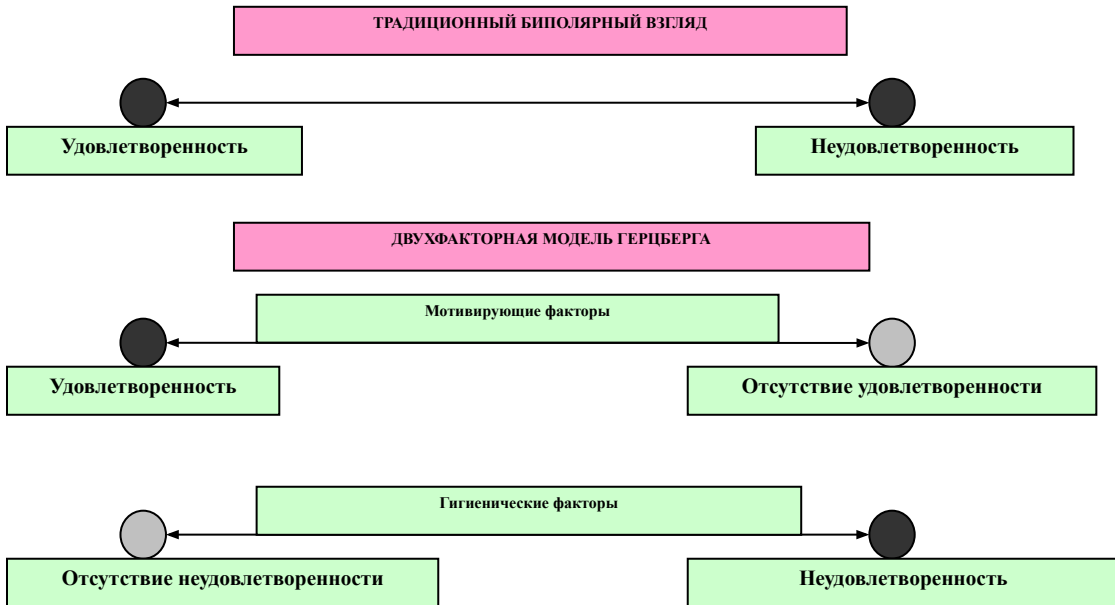 ТРАДИЦИОННЫЙ БИПОЛЯРНЫЙ ВЗГЛЯД
Удовлетворенность
Неудовлетворенность
ДВУХФАКТОРНАЯ МОДЕЛЬ ГЕРЦБЕРГА
Мотивирующие факторы
Удовлетворенность
Отсутствие удовлетворенности
Гигиенические факторы
Отсутствие неудовлетворенности
Неудовлетворенность